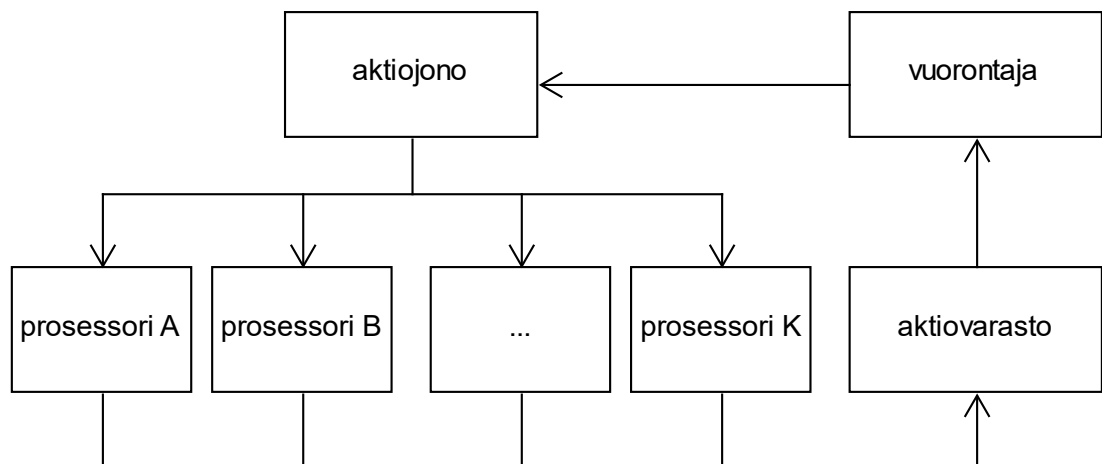 aktiojono
vuorontaja
prosessori A
prosessori B
...
prosessori K
aktiovarasto